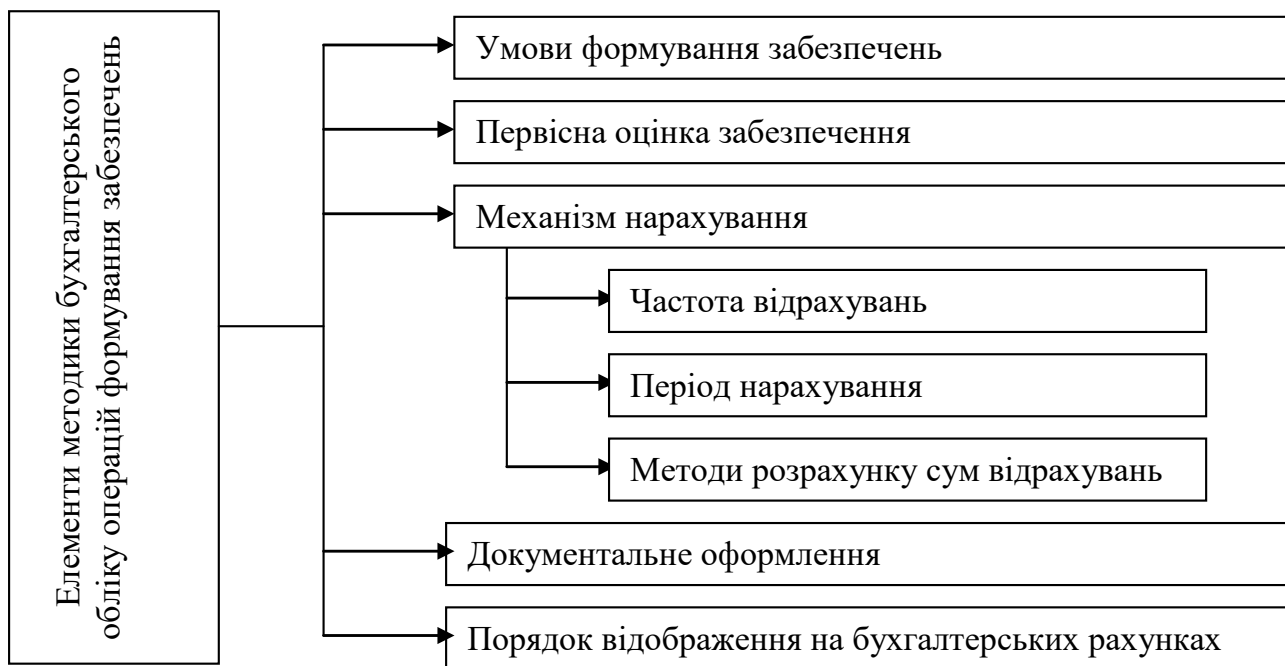 Елементи методики бухгалтерського
обліку операцій формування забезпечень
Умови формування забезпечень
Первісна оцінка забезпечення
Механізм нарахування
Частота відрахувань
Період нарахування
Методи розрахунку сум відрахувань
Документальне оформлення
Порядок відображення на бухгалтерських рахунках